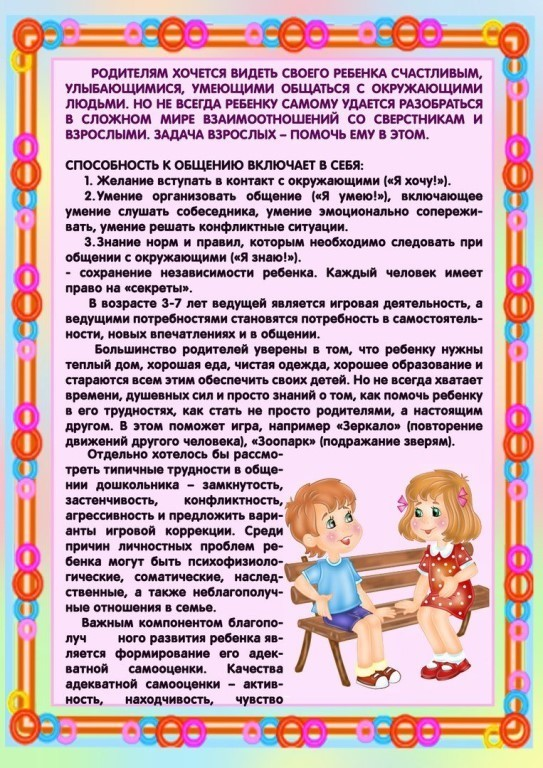 РОДИТЕЛЯМ ХОЧЕТСЯ ВИДЕТЬ СВОЕГО РЕБЕНКА СЧАСТЛИВЫМ,
УЛЫБАЮЩИМИСЯ, УМЕЮЩИМИ ОБЩАТЬСЯ С ОКРУЖАЮЩИМИ
ЛЮДЬМИ. НО НЕ ВСЕГДА РЕБЕНКУ САМОМУ УДАЕТСЯ РАЗОБРАТЬСЯ
В СЛОЖНОМ МИРЕ ВЗАИМООТНОШЕНИЙ СО СВЕРСТНИКАМ И
ВЗРОСЛЫМИ. ЗАДАЧА ВЗРОСЛЫХ – ПОМОЧЬ ЕМУ В ЭТОМ.
СПОСОБНОСТЬ К ОБЩЕНИЮ ВКЛЮЧАЕТ В СЕБЯ:
1. Желание вступать в контакт с окружающими («Я хочу!»).
2.Умение организовать общение («Я умею!»), включающее
умение слушать собеседника, умение эмоционально сопережи-
вать, умение решать конфликтные ситуации.
3.Знание норм и правил, которым необходимо следовать при
общении с окружающими («Я знаю!»).
- сохранение независимости ребенка. Каждый человек имеет
право на «секреты».
В возрасте 3-7 лет ведущей является игровая деятельность, а
ведущими потребностями становятся потребность в самостоятель-
ности, новых впечатлениях и в общении.
Большинство родителей уверены в том, что ребенку нужны
теплый дом, хорошая еда, чистая одежда, хорошее образование и
стараются всем этим обеспечить своих детей. Но не всегда хватает
времени, душевных сил и просто знаний о том, как помочь ребенку
в его трудностях, как стать не просто родителями, а настоящим
другом. В этом поможет игра, например «Зеркало» (повторение
движений другого человека), «Зоопарк» (подражание зверям).
Отдельно хотелось бы рассмо-
треть типичные трудности в обще-
нии дошкольника – замкнутость,
застенчивость, конфликтность,
агрессивность и предложить вари-
анты игровой коррекции. Среди
причин личностных проблем ре-
бенка могут быть психофизиоло-
гические, соматические, наслед-
ственные, а также неблагополуч-
ные отношения в семье.
Важным компонентом благопо-
луч ного развития ребенка яв-
ляется формирование его адек-
ватной самооценки. Качества
адекватной самооценки – актив-
ность, находчивость, чувство